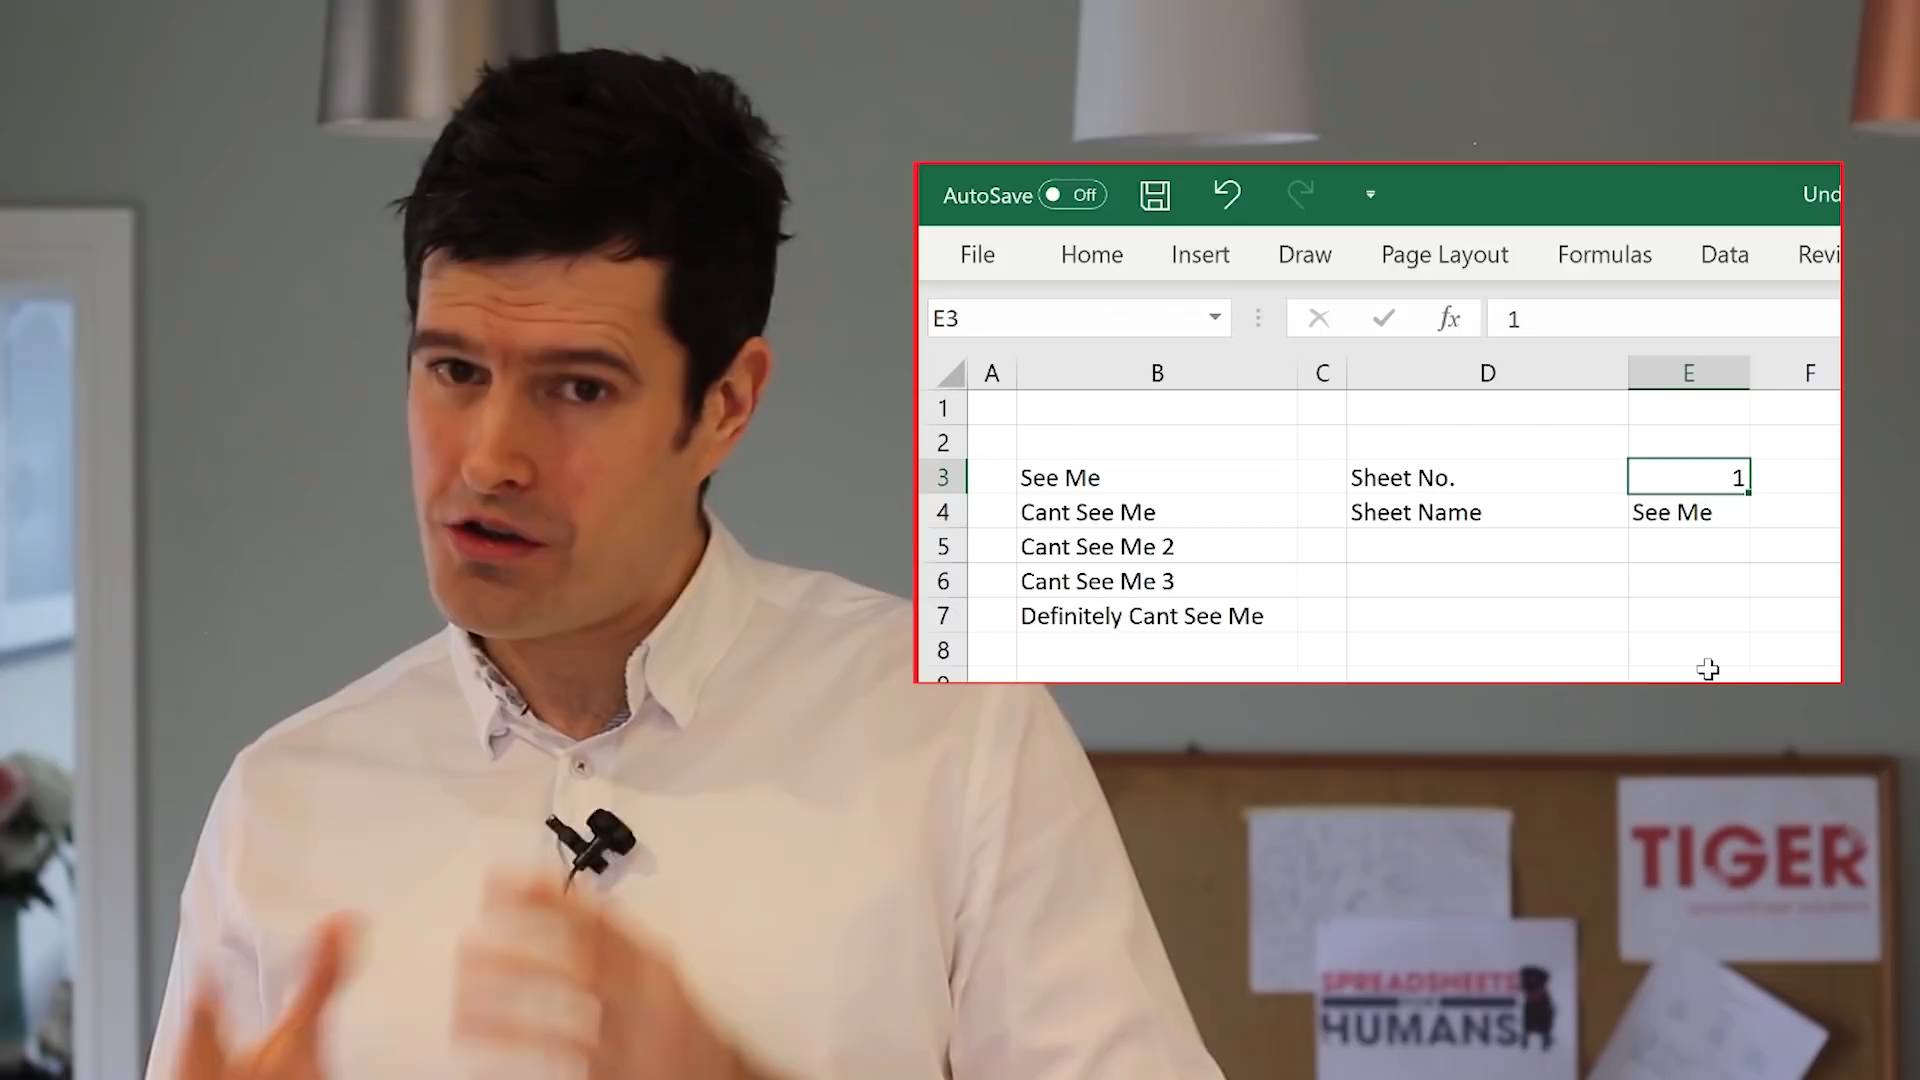 AutoSave Off Und
File Home Insert Draw Page Layout Formulas Data Revi
E3 fx 1
A B C D E F
1
2
3 See Me Sheet No. 1
4 Cant See Me Sheet Name See Me
5 Cant See Me 2
6 Cant See Me 3
7 Definitely Cant See Me
8
9
TIGER
SPREADSHEETS
HUMANS